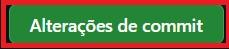 Alterações de commit